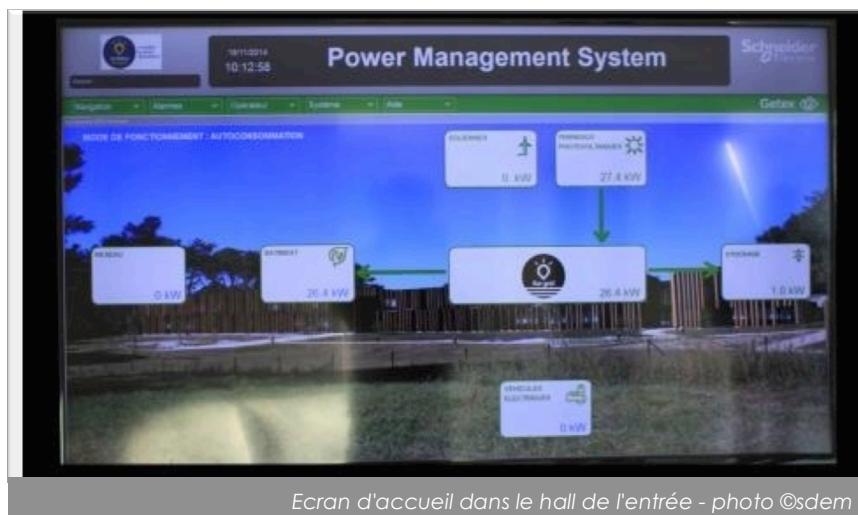 18/11/2014
10:12:58
Power Management System
Schneider
Electric
Navigation
Alarmes
Opérateur
Système
Aide
Getex
MODE DE FONCTIONNEMENT : AUTOCONSOMMATION
EOLIENNES
0. kW
PANNEAUX
PHOTOVOLTAIQUES
27.4 kW
RESEAU
0 kW
BATIMENT
26.4 kW
26.4 kW
STOCKAGE
1.0 kW
VEHICULES
ELECTRIQUES
0 kW
Ecran d'accueil dans le hall de l'entrée - photo ©sdem